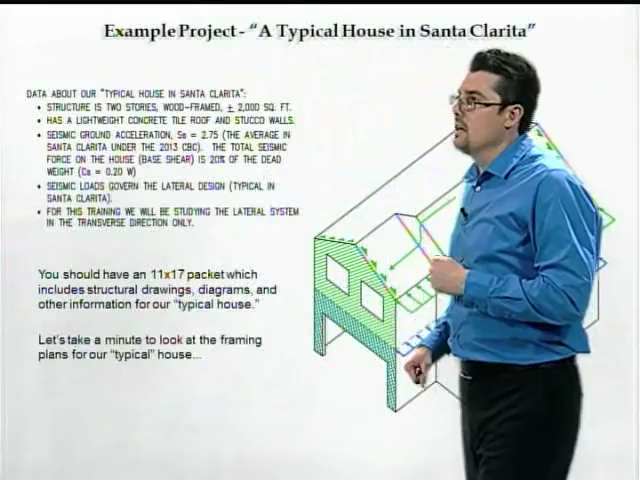 Example Project - “A Typical House in Santa Clarita”
DATA ABOUT OUR "TYPICAL HOUSE IN SANTA CLARITA":
• STRUCTURE IS TWO STORIES, WOOD-FRAMED, ± 2,000 SQ. FT.
• HAS A LIGHTWEIGHT CONCRETE TILE ROOF AND STUCCO WALLS.
• SEISMIC GROUND ACCELERATION, Ss = 2.75 (THE AVERAGE IN
SANTA CLARITA UNDER THE 2013 CBC). THE TOTAL SEISMIC
FORCE ON THE HOUSE (BASE SHEAR) IS 20% OF THE DEAD
WEIGHT (Cs = 0.20 W)
• SEISMIC LOADS GOVERN THE LATERAL DESIGN (TYPICAL IN
SANTA CLARITA).
• FOR THIS TRAINING WE WILL BE STUDYING THE LATERAL SYSTEM
IN THE TRANSVERSE DIRECTION ONLY.
You should have an 11x17 packet which
includes structural drawings, diagrams, and
other information for our “typical house.”
Let’s take a minute to look at the framing
plans for our “typical” house...